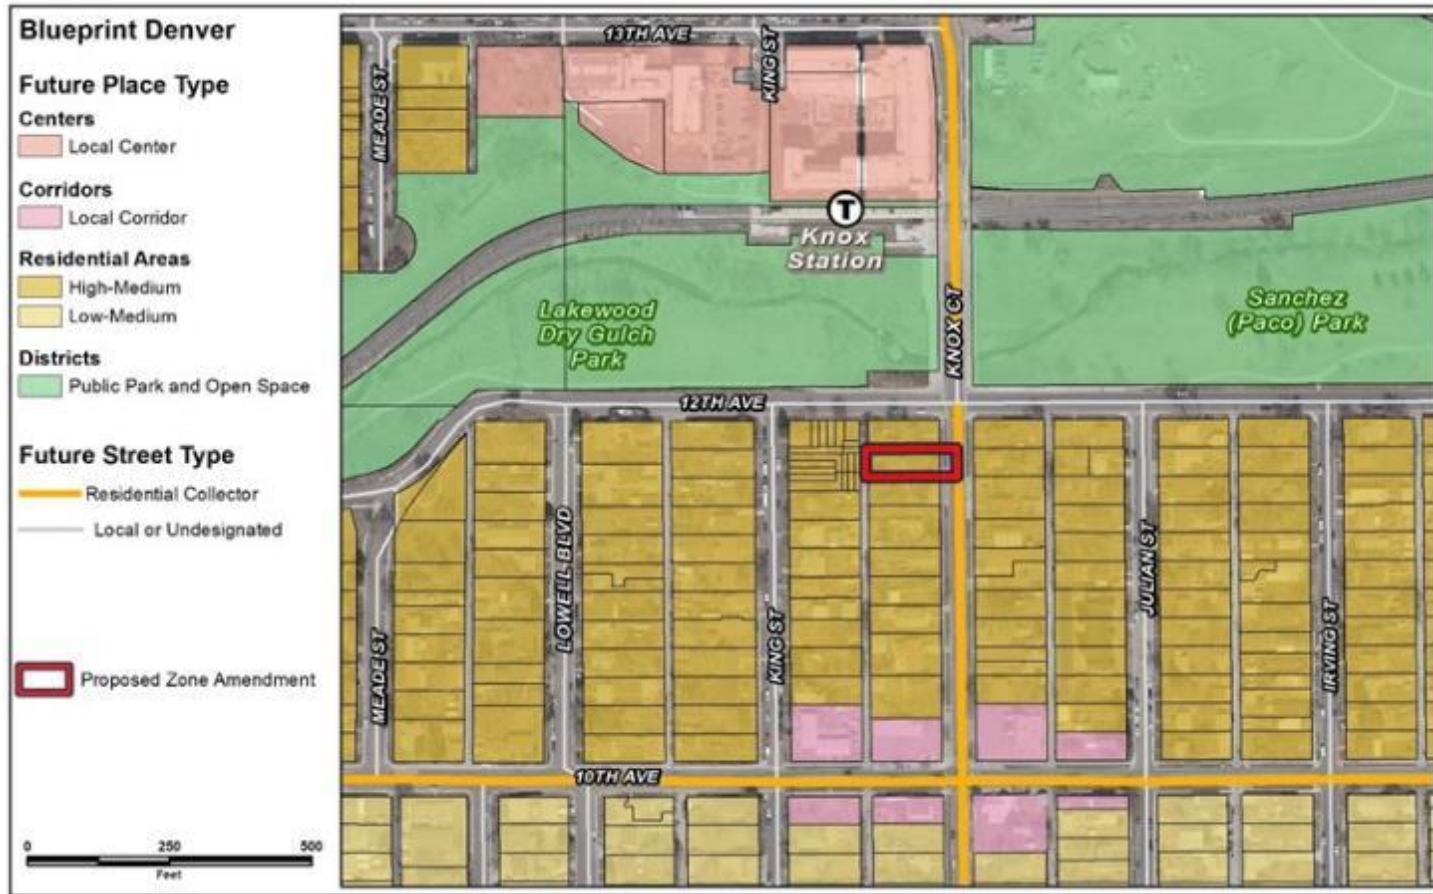 Blueprint Denver
Future Place Type
Centers
Local Center
Corridors
Local Corridor
Residential Areas
High-Medium
Low-Medium
Districts
Public Park and Open Space
Future Street Type
Residential Collector
Local or Undesignated
Proposed Zone Amendment
0 250 500
Feet
13TH AVE
MEADE ST
KING ST
T
Knox
Station
KNOX CT
Lakewood
Dry Gulch
Park
Sanchez
(Paco) Park
12TH AVE
LOWELL BLVD
MEADE ST
KING ST
JULIAN ST
IRVING ST
10TH AVE